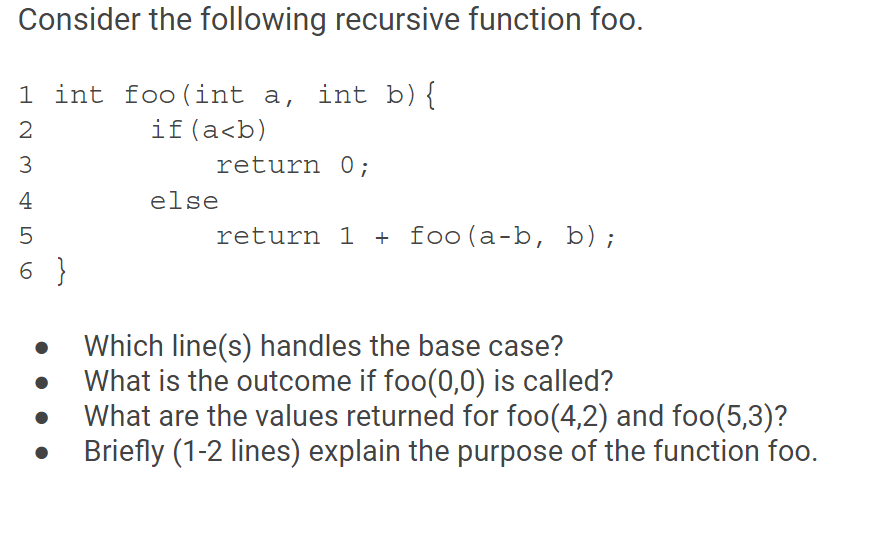 Consider the following recursive function foo.
1 int foo(int a, int b){
2 if(a<b)
3 return 0;
4 else
5 return 1 + foo(a-b, b);
6 }
● Which line(s) handles the base case?
● What is the outcome if foo(0,0) is called?
● What are the values returned for foo(4,2) and foo(5,3)?
● Briefly (1-2 lines) explain the purpose of the function foo.